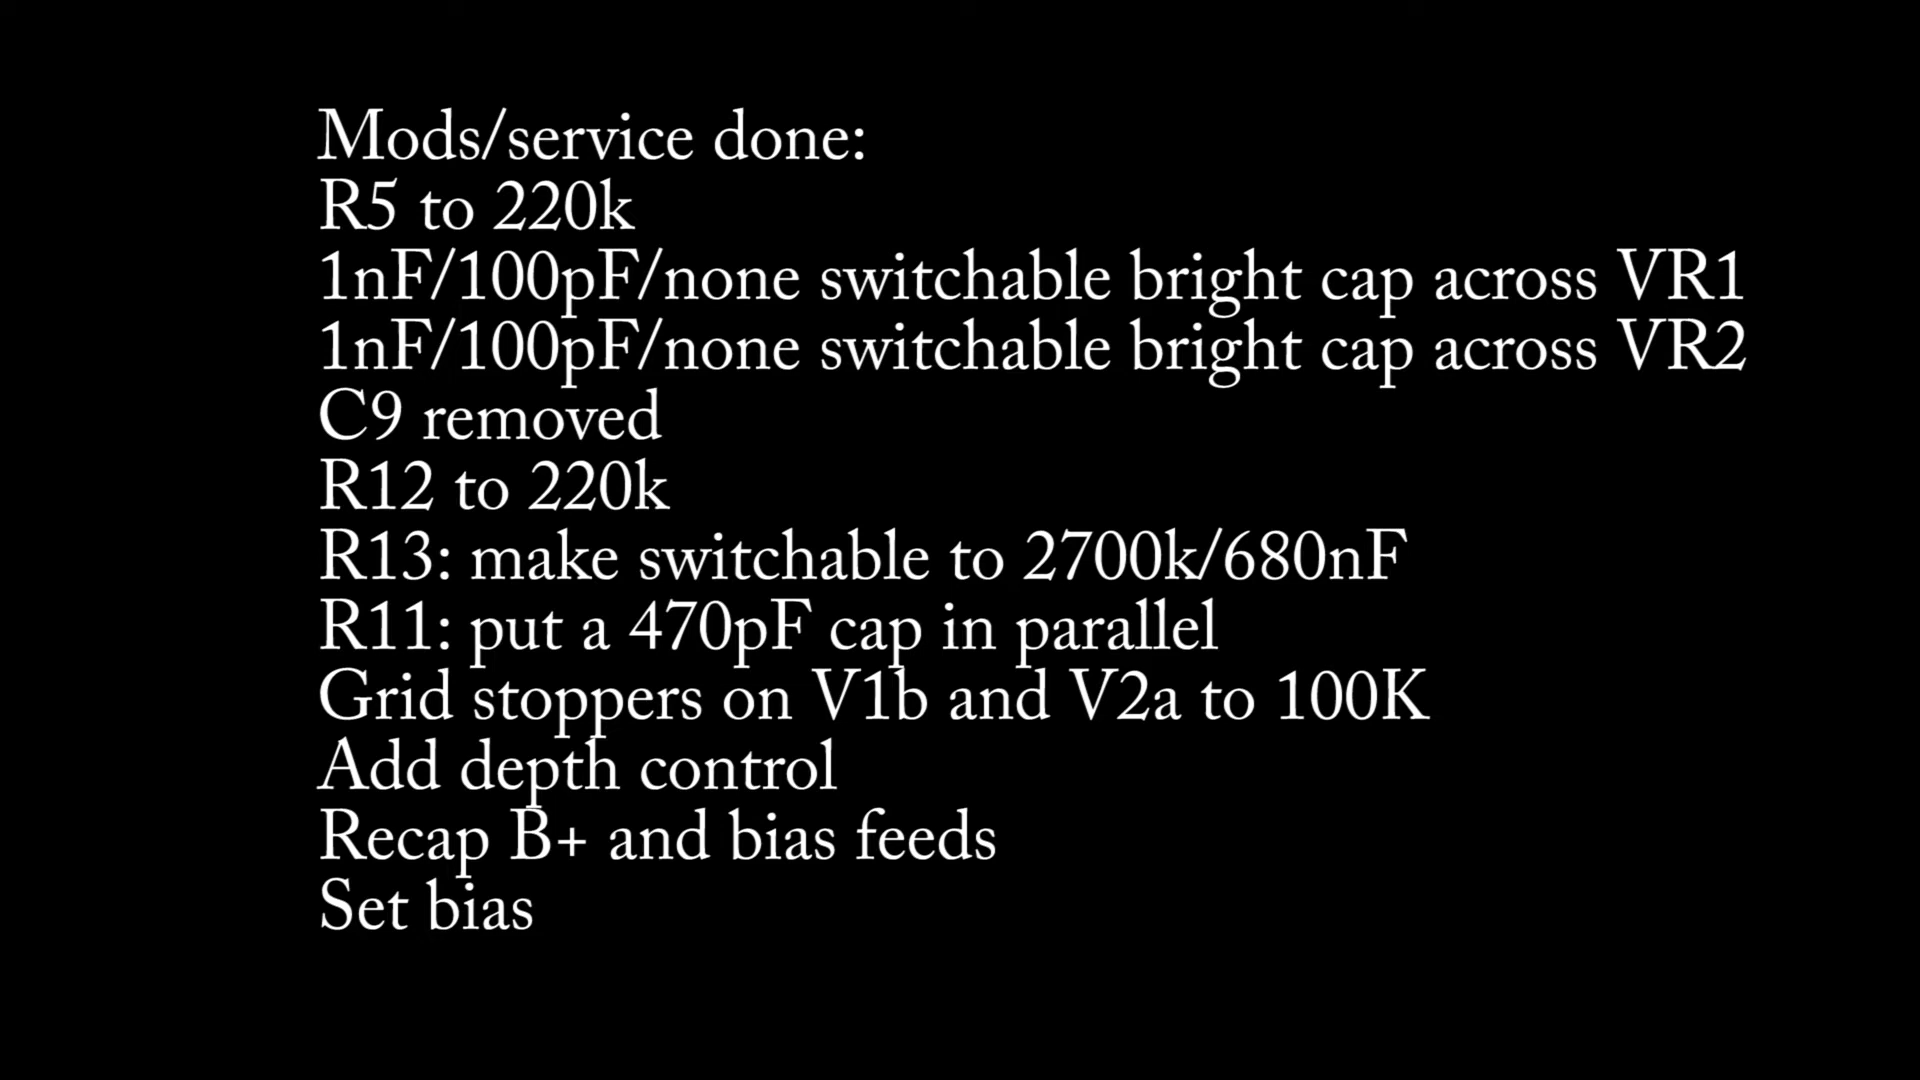 Mods/service done:
R5 to 220k
1nF/100pF/none switchable bright cap across VR1
1nF/100pF/none switchable bright cap across VR2
C9 removed
R12 to 220k
R13: make switchable to 2700k/680nF
R11: put a 470pF cap in parallel
Grid stoppers on V1b and V2a to 100K
Add depth control
Recap B+ and bias feeds
Set bias